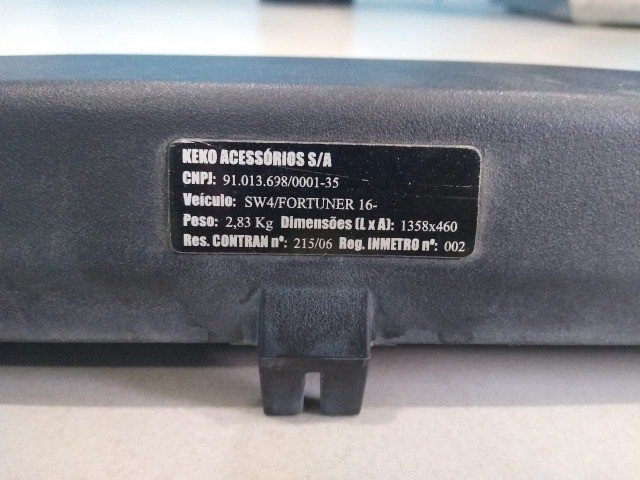 KEKO ACESSÓRIOS S/A
CNPJ: 91.013.698/0001-35
Veículo: SW4/FORTUNER 16-
Peso: 2,83 Kg Dimensões (L x A): 1358x460
Res. CONTRAN nº: 215/06 Reg. INMETRO nº: 002